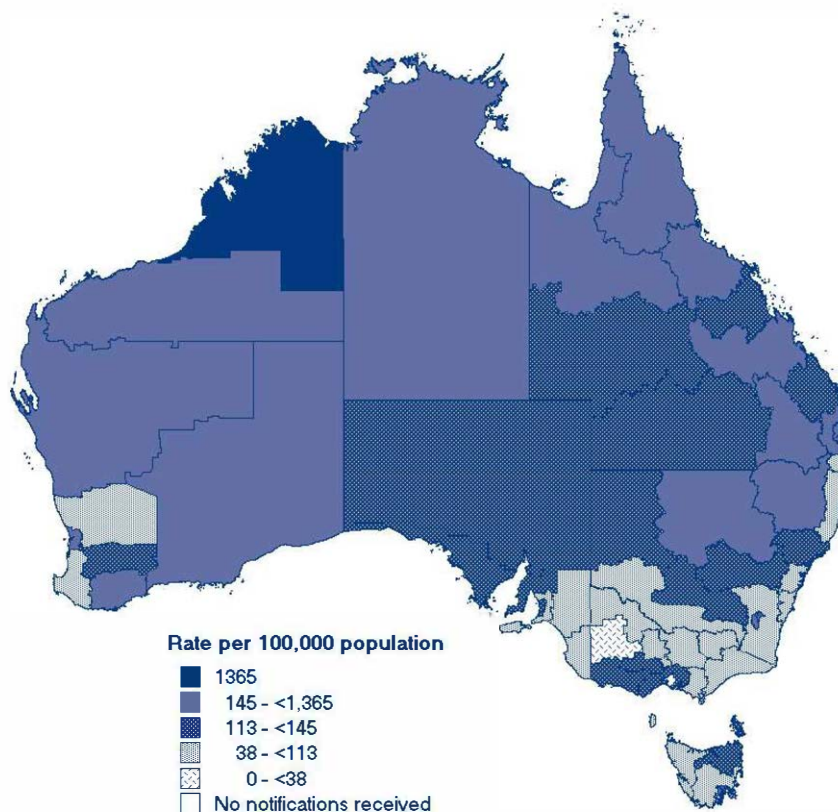 Rate per 100,000 population
1365
145 - <1,365
113 - <145
38 - <113
0 - <38
No notifications received